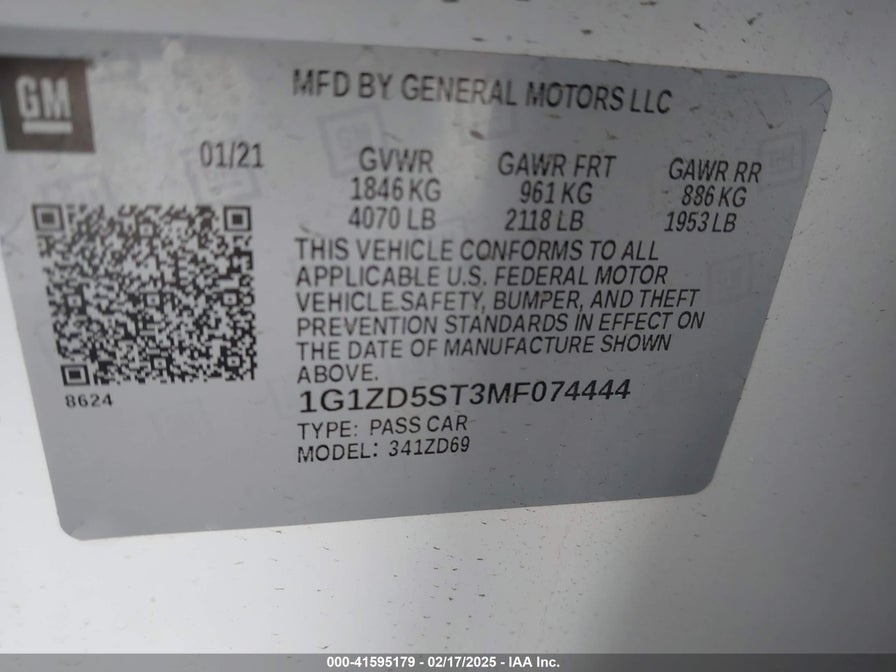 GM
MFD BY GENERAL MOTORS LLC
01/21 GVWR GAWR FRT GAWR RR
1846 KG 961 KG 886 KG
4070 LB 2118 LB 1953 LB
THIS VEHICLE CONFORMS TO ALL
APPLICABLE U.S. FEDERAL MOTOR
VEHICLE SAFETY, BUMPER, AND THEFT
PREVENTION STANDARDS IN EFFECT ON
THE DATE OF MANUFACTURE SHOWN
ABOVE.
8624
1G1ZD5ST3MF074444
TYPE: PASS CAR
MODEL: 341ZD69
000-41595179 - 02/17/2025 - IAA Inc.